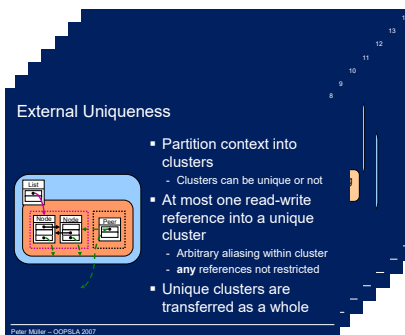 13
12
11
10
9
8
External Uniqueness
▪ Partition context into
clusters
- Clusters can be unique or not
▪ At most one read-write
reference into a unique
cluster
- Arbitrary aliasing within cluster
- any references not restricted
▪ Unique clusters are
transferred as a whole
List
Node Node Peer
Peter Müller – OOPSLA 2007